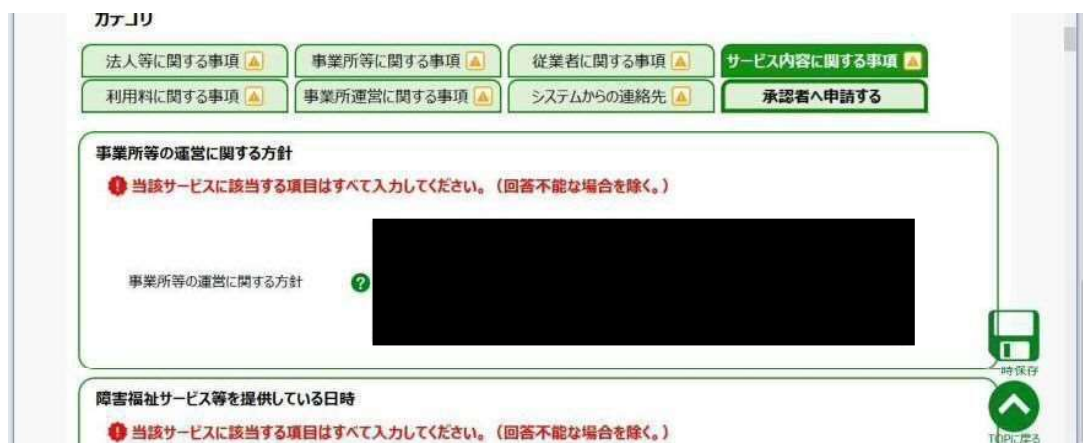 カテゴリ
法人等に関する事項
事業所等に関する事項
従業者に関する事項
サービス内容に関する事項
利用料に関する事項
事業所運営に関する事項
システムからの連絡先
承認者へ申請する
事業所等の運営に関する方針
当該サービスに該当する項目はすべて入力してください。(回答不能な場合を除く。)
事業所等の運営に関する方針
一時保存
障害福祉サービス等を提供している日時
当該サービスに該当する項目はすべて入力してください。(回答不能な場合を除く。)
TOPに戻る